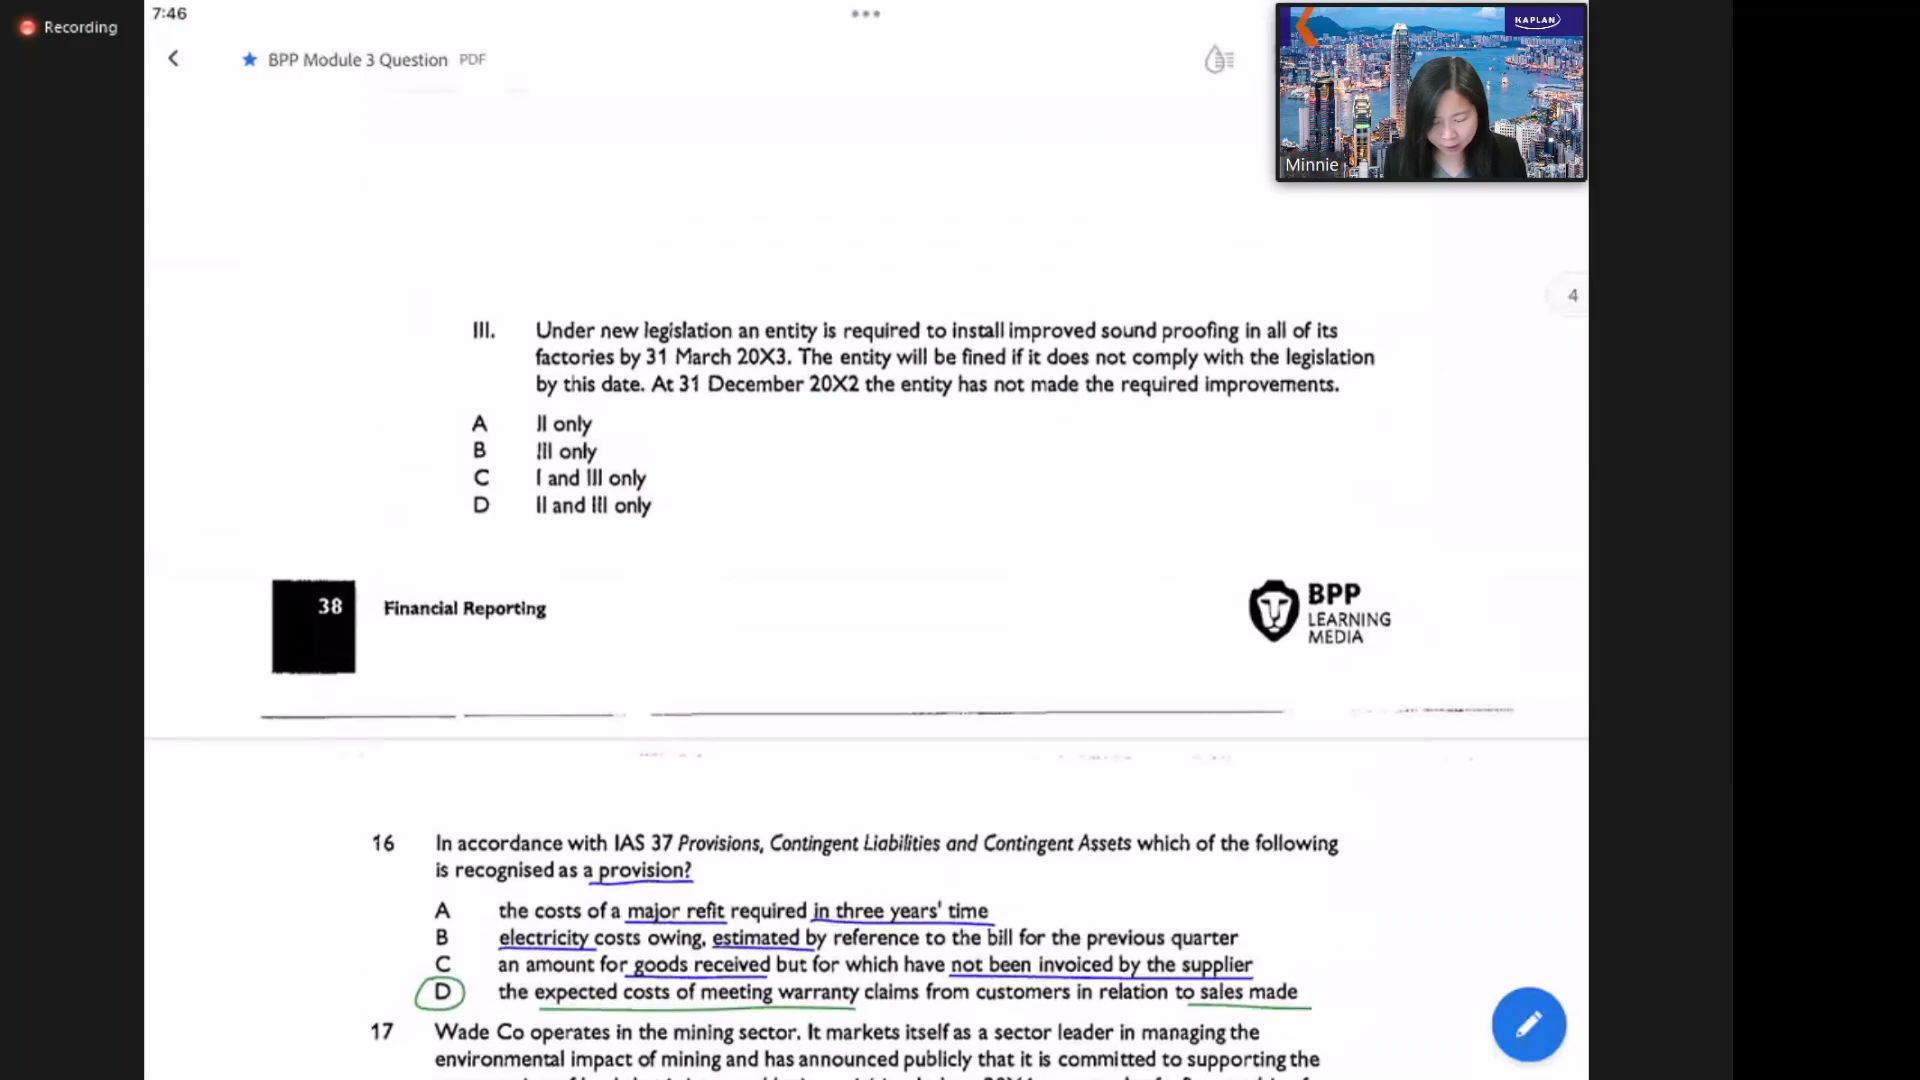 Recording
7:46
BPP Module 3 Question PDF
KAPLAN
Minnie
4
III. Under new legislation an entity is required to install improved sound proofing in all of its
factories by 31 March 20X3. The entity will be fined if it does not comply with the legislation
by this date. At 31 December 20X2 the entity has not made the required improvements.
A II only
B III only
C I and III only
D II and III only
38 Financial Reporting
BPP
LEARNING
MEDIA
16 In accordance with IAS 37 Provisions, Contingent Liabilities and Contingent Assets which of the following
is recognised as a provision?
A the costs of a major refit required in three years' time
B electricity costs owing, estimated by reference to the bill for the previous quarter
C an amount for goods received but for which have not been invoiced by the supplier
D the expected costs of meeting warranty claims from customers in relation to sales made
17 Wade Co operates in the mining sector. It markets itself as a sector leader in managing the
environmental impact of mining and has announced publicly that it is committed to supporting the